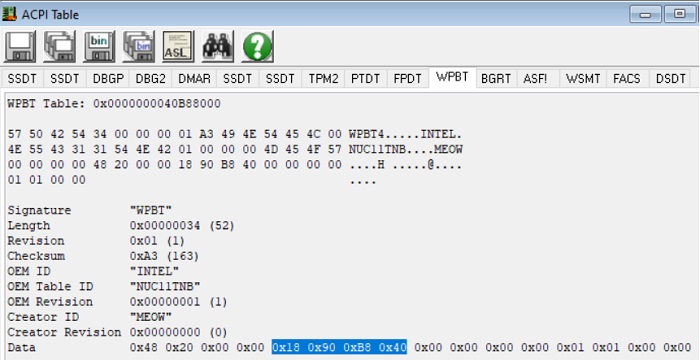 ACPI Table
bin bin ASL ?
SSDT SSDT DBGP DBG2 DMAR SSDT SSDT TPM2 PTDT FPDT WPBT BGRT ASF! WSMT FACS DSDT
WPBT Table: 0x0000000040B88000
57 50 42 54 34 00 00 00 01 A3 49 4E 54 45 4C 00 WPBT4.....INTEL.
4E 55 43 31 31 54 4E 42 01 00 00 00 4D 45 4F 57 NUC11TNB....MEOW
00 00 00 00 48 20 00 00 18 90 B8 40 00 00 00 00 ....H .....@....
01 01 00 00 ....
Signature "WPBT"
Length 0x00000034 (52)
Revision 0x01 (1)
Checksum 0xA3 (163)
OEM ID "INTEL"
OEM Table ID "NUC11TNB"
OEM Revision 0x00000001 (1)
Creator ID "MEOW"
Creator Revision 0x00000000 (0)
Data 0x48 0x20 0x00 0x00 0x18 0x90 0xB8 0x40 0x00 0x00 0x00 0x00 0x01 0x01 0x00 0x00